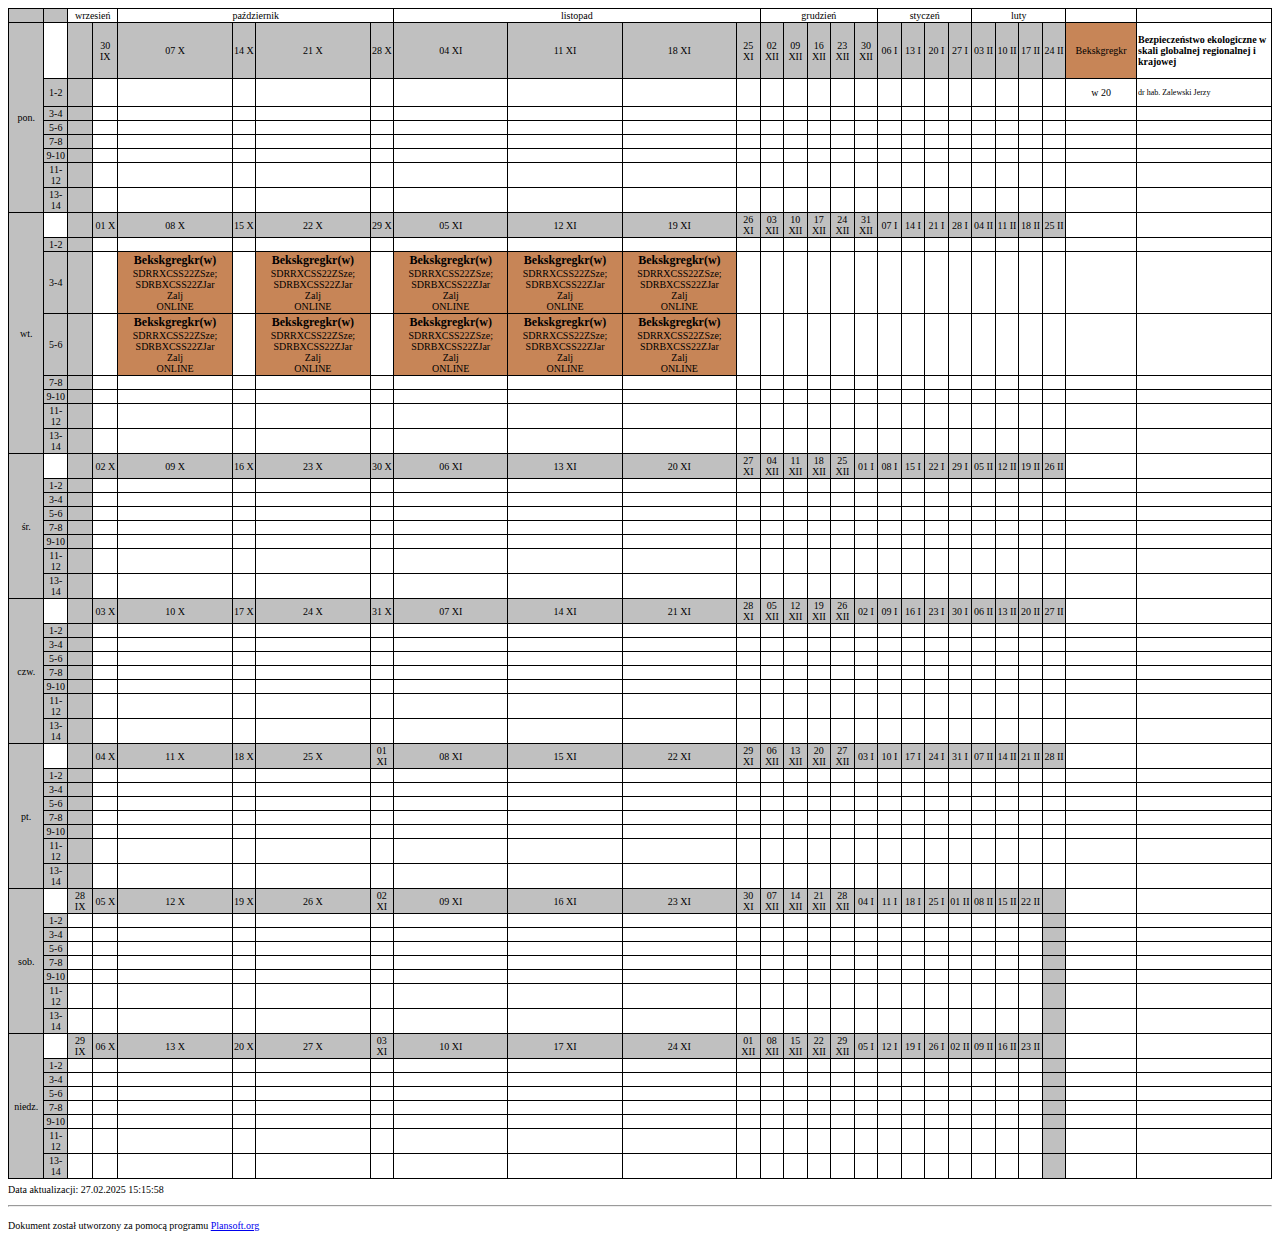 wrzesień październik listopad grudzień styczeń luty
pon. 30 IX 07 X 14 X 21 X 28 X 04 XI 11 XI 18 XI 25 XI 02 XII 09 XII 16 XII 23 XII 30 XII 06 I 13 I 20 I 27 I 03 II 10 II 17 II 24 II Bekskgregkr Bezpieczeństwo ekologiczne w skali globalnej regionalnej i krajowej
1-2 w 20 dr hab. Zalewski Jerzy
3-4
5-6
7-8
9-10
11-12
13-14
wt. 01 X 08 X 15 X 22 X 29 X 05 XI 12 XI 19 XI 26 XI 03 XII 10 XII 17 XII 24 XII 31 XII 07 I 14 I 21 I 28 I 04 II 11 II 18 II 25 II
1-2
3-4 Bekskgregkr(w) Bekskgregkr(w) Bekskgregkr(w) Bekskgregkr(w) Bekskgregkr(w)
SDRRXCSS22ZSze; SDRRXCSS22ZSze; SDRRXCSS22ZSze; SDRRXCSS22ZSze; SDRRXCSS22ZSze;
SDRBXCSS22ZJar SDRBXCSS22ZJar SDRBXCSS22ZJar SDRBXCSS22ZJar SDRBXCSS22ZJar
Zalj Zalj Zalj Zalj Zalj
ONLINE ONLINE ONLINE ONLINE ONLINE
5-6 Bekskgregkr(w) Bekskgregkr(w) Bekskgregkr(w) Bekskgregkr(w) Bekskgregkr(w)
SDRRXCSS22ZSze; SDRRXCSS22ZSze; SDRRXCSS22ZSze; SDRRXCSS22ZSze; SDRRXCSS22ZSze;
SDRBXCSS22ZJar SDRBXCSS22ZJar SDRBXCSS22ZJar SDRBXCSS22ZJar SDRBXCSS22ZJar
Zalj Zalj Zalj Zalj Zalj
ONLINE ONLINE ONLINE ONLINE ONLINE
7-8
9-10
11-12
13-14
śr. 02 X 09 X 16 X 23 X 30 X 06 XI 13 XI 20 XI 27 XI 04 XII 11 XII 18 XII 25 XII 01 I 08 I 15 I 22 I 29 I 05 II 12 II 19 II 26 II
1-2
3-4
5-6
7-8
9-10
11-12
13-14
czw. 03 X 10 X 17 X 24 X 31 X 07 XI 14 XI 21 XI 28 XI 05 XII 12 XII 19 XII 26 XII 02 I 09 I 16 I 23 I 30 I 06 II 13 II 20 II 27 II
1-2
3-4
5-6
7-8
9-10
11-12
13-14
pt. 04 X 11 X 18 X 25 X 01 XI 08 XI 15 XI 22 XI 29 XI 06 XII 13 XII 20 XII 27 XII 03 I 10 I 17 I 24 I 31 I 07 II 14 II 21 II 28 II
1-2
3-4
5-6
7-8
9-10
11-12
13-14
sob. 28 IX 05 X 12 X 19 X 26 X 02 XI 09 XI 16 XI 23 XI 30 XI 07 XII 14 XII 21 XII 28 XII 04 I 11 I 18 I 25 I 01 II 08 II 15 II 22 II
1-2
3-4
5-6
7-8
9-10
11-12
13-14
niedz. 29 IX 06 X 13 X 20 X 27 X 03 XI 10 XI 17 XI 24 XI 01 XII 08 XII 15 XII 22 XII 29 XII 05 I 12 I 19 I 26 I 02 II 09 II 16 II 23 II
1-2
3-4
5-6
7-8
9-10
11-12
13-14
Data aktualizacji: 27.02.2025 15:15:58
Dokument został utworzony za pomocą programu Plansoft.org